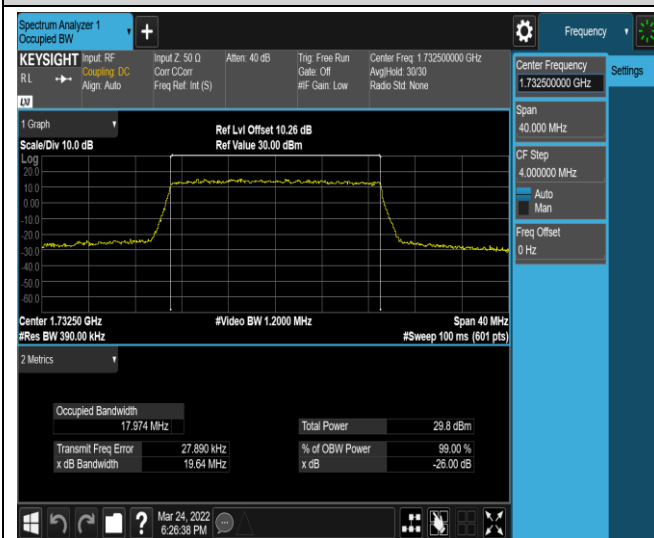 Spectrum Analyzer 1
Occupied BW
+
Frequency
KEYSIGHT Input: RF Input Z: 50 Ω Atten: 40 dB Trig: Free Run Center Freq: 1.732500000 GHz
RL Coupling: DC Corr CCorr Gate: Off Avg|Hold: 30/30
Align: Auto Freq Ref: Int (S) #IF Gain: Low Radio Std: None
LXI
Center Frequency
1.732500000 GHz
Settings
Span
40.000 MHz
CF Step
4.000000 MHz
Auto
Man
Freq Offset
0 Hz
1 Graph
Ref Lvl Offset 10.26 dB
Scale/Div 10.0 dB Ref Value 30.00 dBm
Log
20.0
10.0
0.00
-10.0
-20.0
-30.0
-40.0
-50.0
-60.0
Center 1.73250 GHz #Video BW 1.2000 MHz Span 40 MHz
#Res BW 390.00 kHz #Sweep 100 ms (601 pts)
2 Metrics
Occupied Bandwidth
17.974 MHz Total Power 29.8 dBm
Transmit Freq Error 27.890 kHz % of OBW Power 99.00 %
x dB Bandwidth 19.64 MHz x dB -26.00 dB
?
Mar 24, 2022
6:26:38 PM